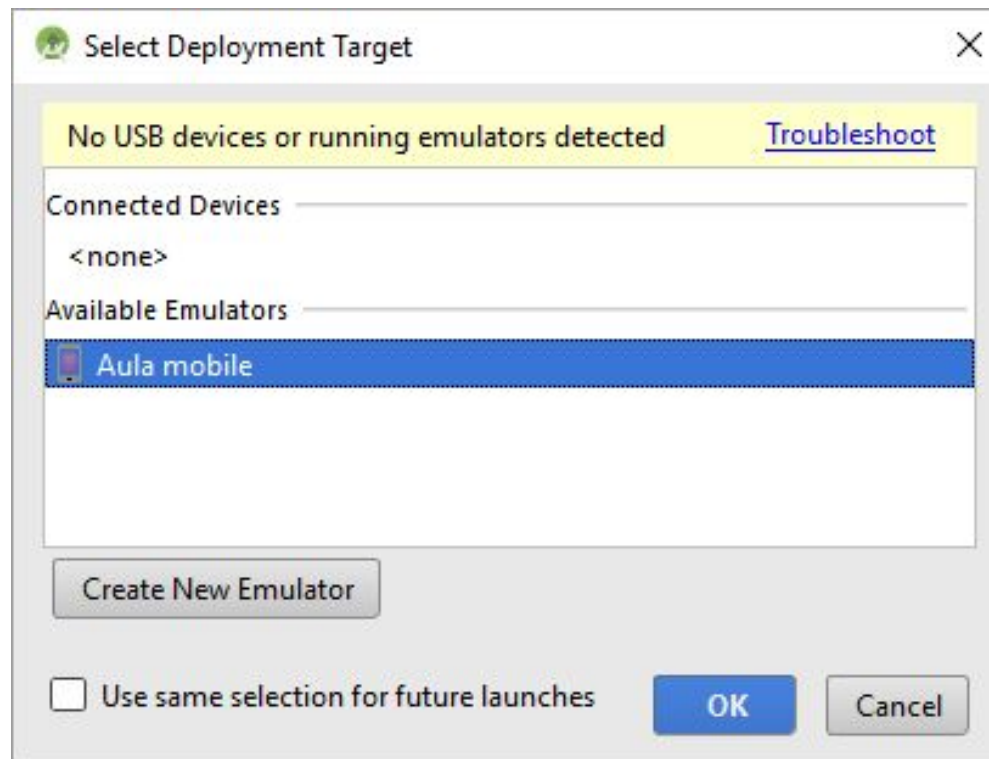 Select Deployment Target
No USB devices or running emulators detected Troubleshoot
Connected Devices
<none>
Available Emulators
Aula mobile
Create New Emulator
Use same selection for future launches OK Cancel